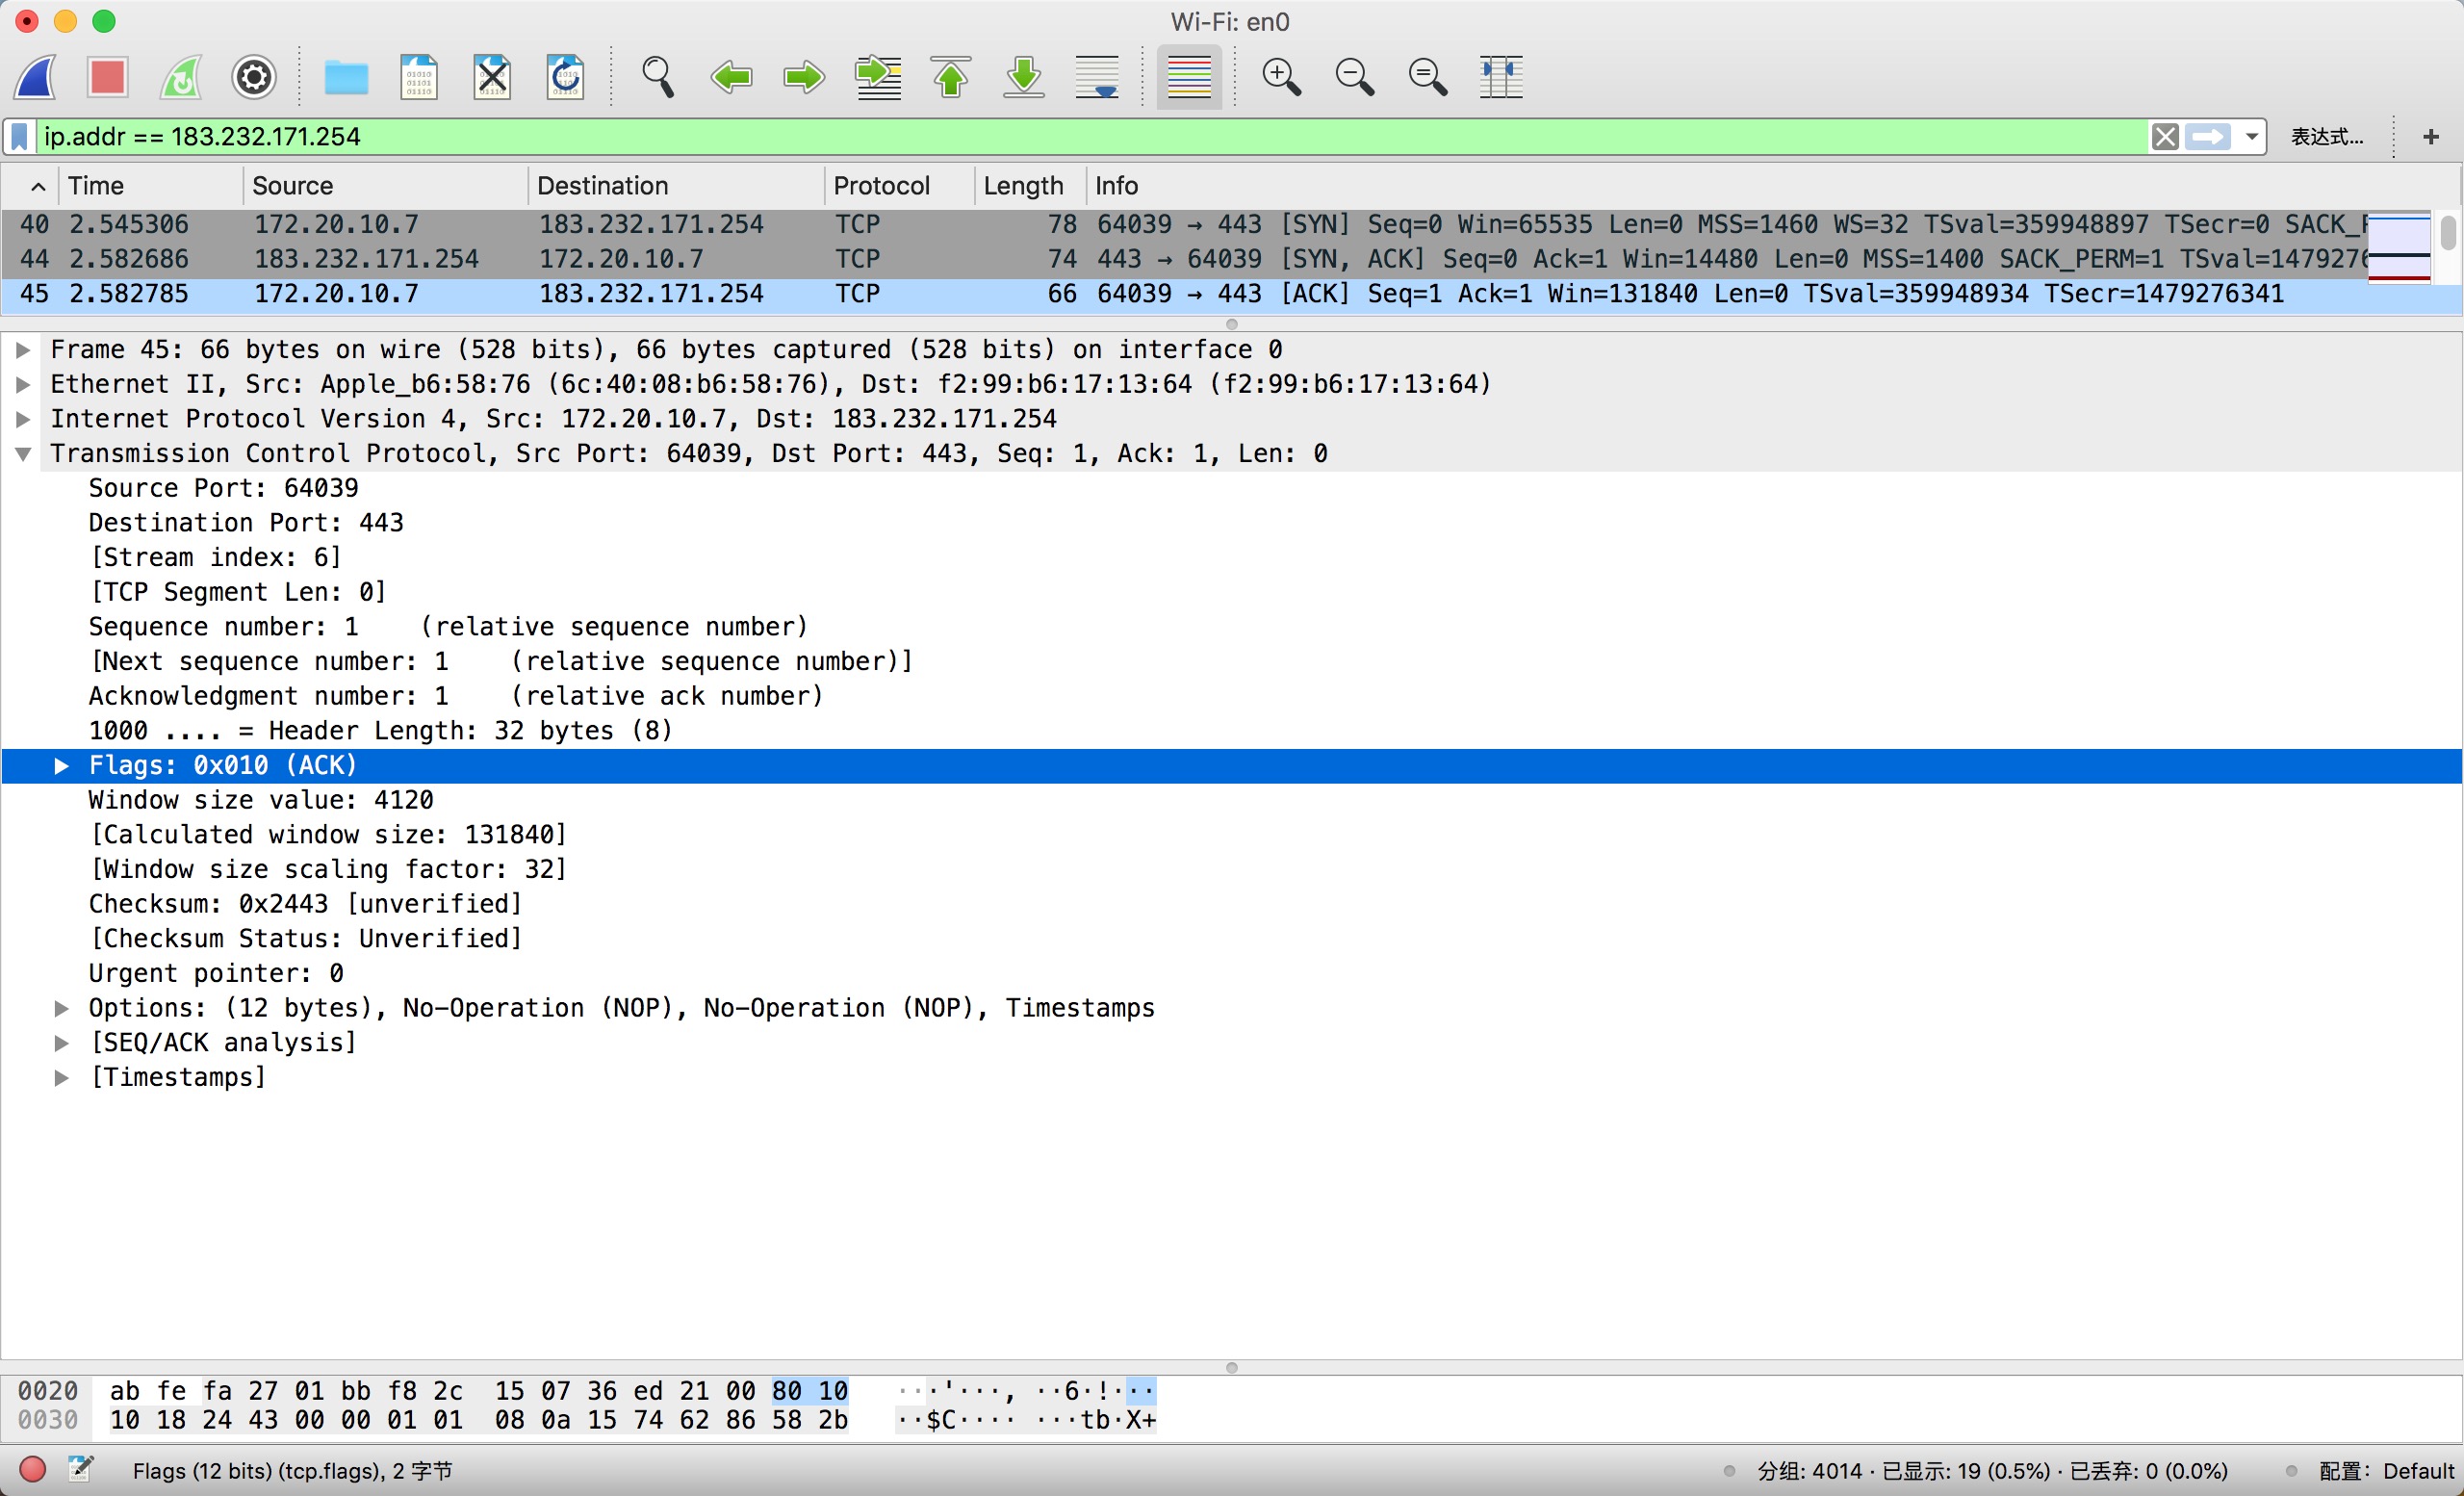 Wi-Fi: en0
ip.addr == 183.232.171.254 表达式... +
Time Source Destination Protocol Length Info
40 2.545306 172.20.10.7 183.232.171.254 TCP 78 64039 → 443 [SYN] Seq=0 Win=65535 Len=0 MSS=1460 WS=32 TSval=359948897 TSecr=0 SACK_P
44 2.582686 183.232.171.254 172.20.10.7 TCP 74 443 → 64039 [SYN, ACK] Seq=0 Ack=1 Win=14480 Len=0 MSS=1400 SACK_PERM=1 TSval=1479276
45 2.582785 172.20.10.7 183.232.171.254 TCP 66 64039 → 443 [ACK] Seq=1 Ack=1 Win=131840 Len=0 TSval=359948934 TSecr=1479276341
Frame 45: 66 bytes on wire (528 bits), 66 bytes captured (528 bits) on interface 0
Ethernet II, Src: Apple_b6:58:76 (6c:40:08:b6:58:76), Dst: f2:99:b6:17:13:64 (f2:99:b6:17:13:64)
Internet Protocol Version 4, Src: 172.20.10.7, Dst: 183.232.171.254
Transmission Control Protocol, Src Port: 64039, Dst Port: 443, Seq: 1, Ack: 1, Len: 0
Source Port: 64039
Destination Port: 443
[Stream index: 6]
[TCP Segment Len: 0]
Sequence number: 1 (relative sequence number)
[Next sequence number: 1 (relative sequence number)]
Acknowledgment number: 1 (relative ack number)
1000 .... = Header Length: 32 bytes (8)
Flags: 0x010 (ACK)
Window size value: 4120
[Calculated window size: 131840]
[Window size scaling factor: 32]
Checksum: 0x2443 [unverified]
[Checksum Status: Unverified]
Urgent pointer: 0
Options: (12 bytes), No-Operation (NOP), No-Operation (NOP), Timestamps
[SEQ/ACK analysis]
[Timestamps]
0020 ab fe fa 27 01 bb f8 2c 15 07 36 ed 21 00 80 10 ···'···, ··6·!···
0030 10 18 24 43 00 00 01 01 08 0a 15 74 62 86 58 2b ··$C···· ···tb·X+
Flags (12 bits) (tcp.flags), 2 字节 分组: 4014 · 已显示: 19 (0.5%) · 已丢弃: 0 (0.0%) 配置: Default